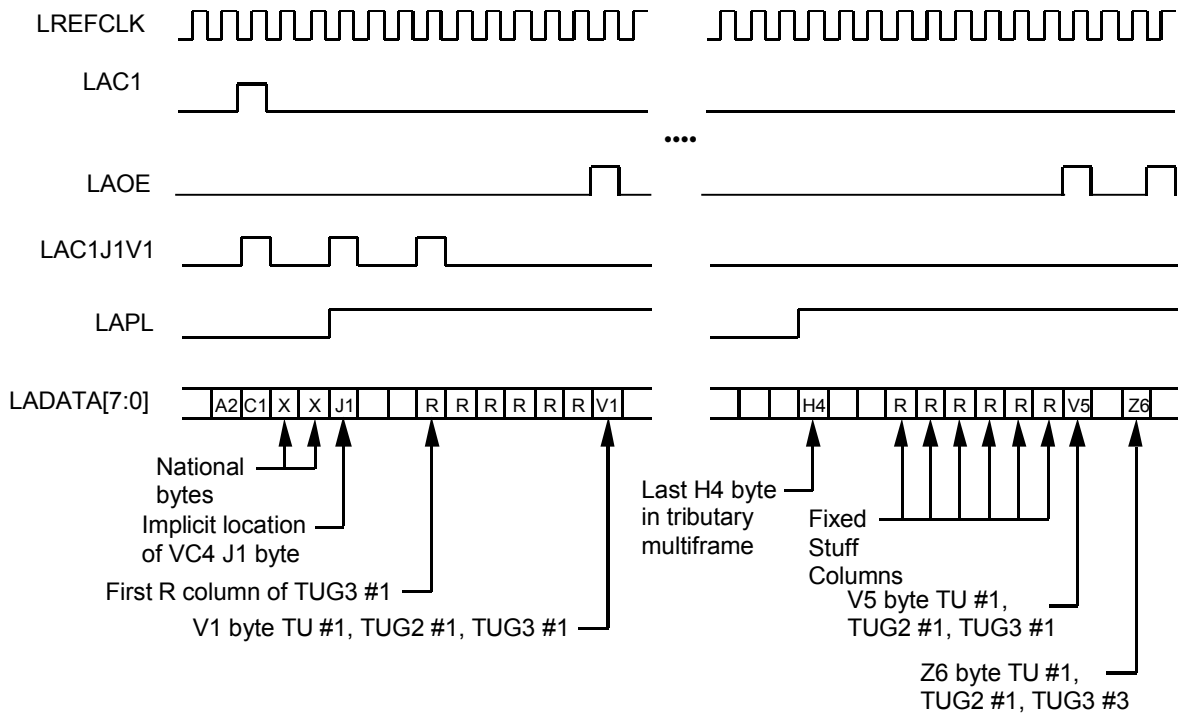 LREFCLK
LAC1
••••
LAOE
LAC1J1V1
LAPL
LADATA[7:0]
A2 C1 X X J1 R R R R R R V1 H4 R R R R R R V5 Z6
National
bytes
Implicit location
of VC4 J1 byte
First R column of TUG3 #1
V1 byte TU #1, TUG2 #1, TUG3 #1
Last H4 byte
in tributary
multiframe
Fixed
Stuff
Columns
V5 byte TU #1,
TUG2 #1, TUG3 #1
Z6 byte TU #1,
TUG2 #1, TUG3 #3